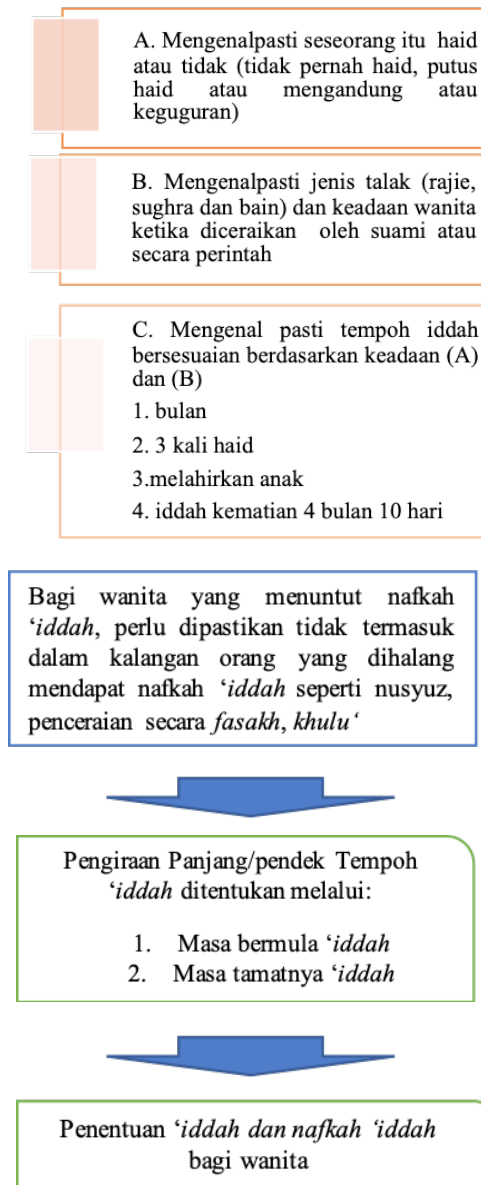 A. Mengenalpasti seseorang itu haid
atau tidak (tidak pernah haid, putus
haid atau mengandung atau
keguguran)
B. Mengenalpasti jenis talak (rajie,
sughra dan bain) dan keadaan wanita
ketika diceraikan oleh suami atau
secara perintah
C. Mengenal pasti tempoh iddah
bersesuaian berdasarkan keadaan (A)
dan (B)
1. bulan
2. 3 kali haid
3.melahirkan anak
4. iddah kematian 4 bulan 10 hari
Bagi wanita yang menuntut nafkah
‘iddah, perlu dipastikan tidak termasuk
dalam kalangan orang yang dihalang
mendapat nafkah ‘iddah seperti nusyuz,
penceraian secara fasakh, khulu‘
Pengiraan Panjang/pendek Tempoh
‘iddah ditentukan melalui:
1. Masa bermula ‘iddah
2. Masa tamatnya ‘iddah
Penentuan ‘iddah dan nafkah ‘iddah
bagi wanita